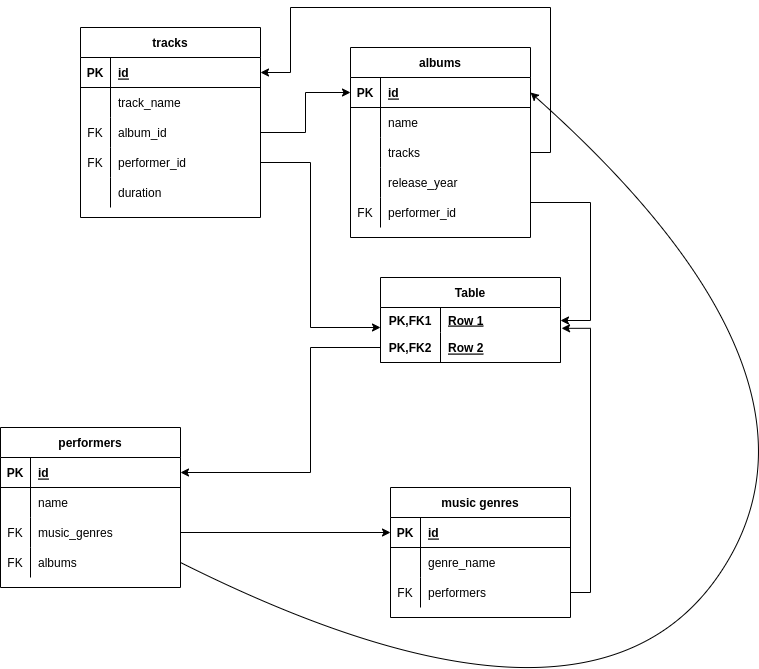 tracks
PK id
track_name
FK album_id
FK performer_id
duration
albums
PK id
name
tracks
release_year
FK performer_id
Table
PK,FK1 Row 1
PK,FK2 Row 2
performers
PK id
name
FK music_genres
FK albums
music genres
PK id
genre_name
FK performers